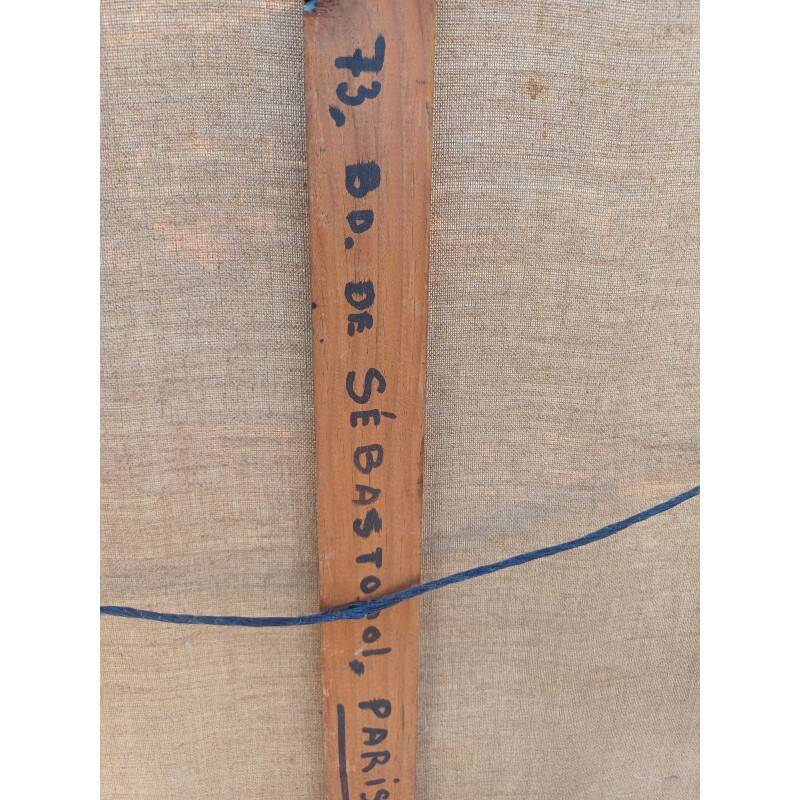 73, BD. DE SÉBASTOPOL, PARIS